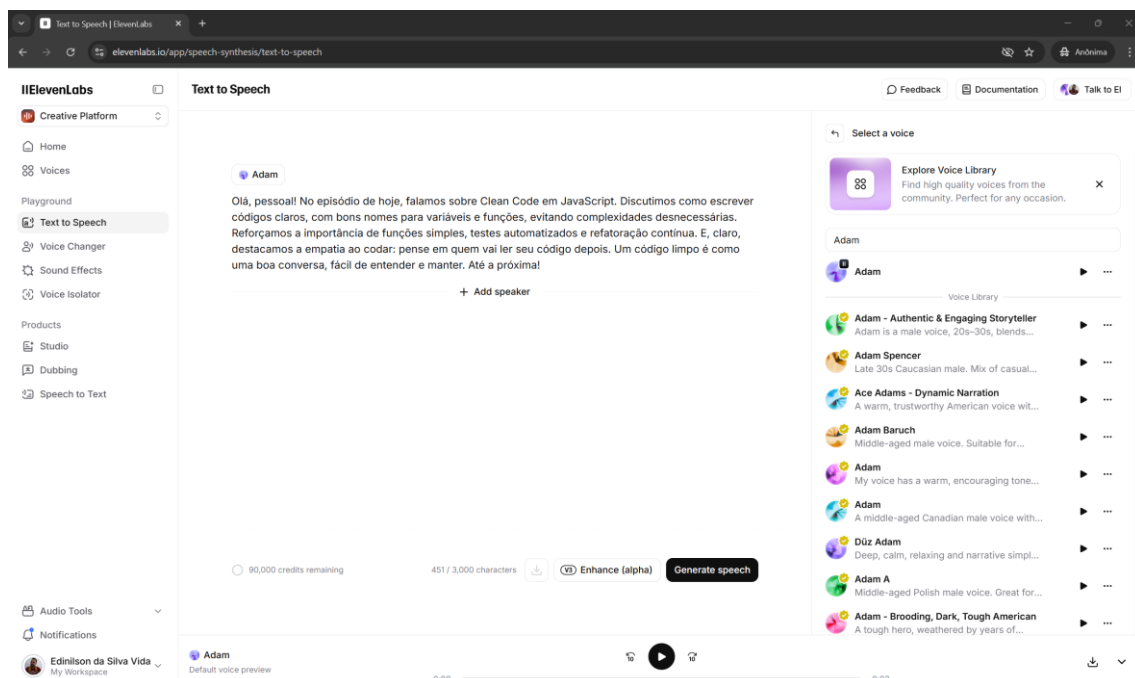 Text to Speech | ElevenLabs
elevenlabs.io/app/speech-synthesis/text-to-speech
Anônima
IIElevenLabs
Creative Platform
Home
Voices
Playground
Text to Speech
Voice Changer
Sound Effects
Voice Isolator
Products
Studio
Dubbing
Speech to Text
Audio Tools
Notifications
Edinilson da Silva Vida
My Workspace
Text to Speech
Feedback
Documentation
Talk to El
Adam
Olá, pessoal! No episódio de hoje, falamos sobre Clean Code em JavaScript. Discutimos como escrever
códigos claros, com bons nomes para variáveis e funções, evitando complexidades desnecessárias.
Reforçamos a importância de funções simples, testes automatizados e refatoração contínua. E, claro,
destacamos a empatia ao codar: pense em quem vai ler seu código depois. Um código limpo é como
uma boa conversa, fácil de entender e manter. Até a próxima!
+ Add speaker
90,000 credits remaining
451 / 3,000 characters
V3 Enhance (alpha)
Generate speech
Select a voice
Explore Voice Library
Find high quality voices from the
community. Perfect for any occasion.
Adam
Adam
Voice Library
Adam - Authentic & Engaging Storyteller
Adam is a male voice, 20s–30s, blends...
Adam Spencer
Late 30s Caucasian male. Mix of casual...
Ace Adams - Dynamic Narration
A warm, trustworthy American voice wit...
Adam Baruch
Middle-aged male voice. Suitable for...
Adam
My voice has a warm, encouraging tone...
Adam
A middle-aged Canadian male voice with...
Düz Adam
Deep, calm, relaxing and narrative simpl...
Adam A
Middle-aged Polish male voice. Great for...
Adam - Brooding, Dark, Tough American
A tough hero, weathered by years of...
Adam
Default voice preview
10
10